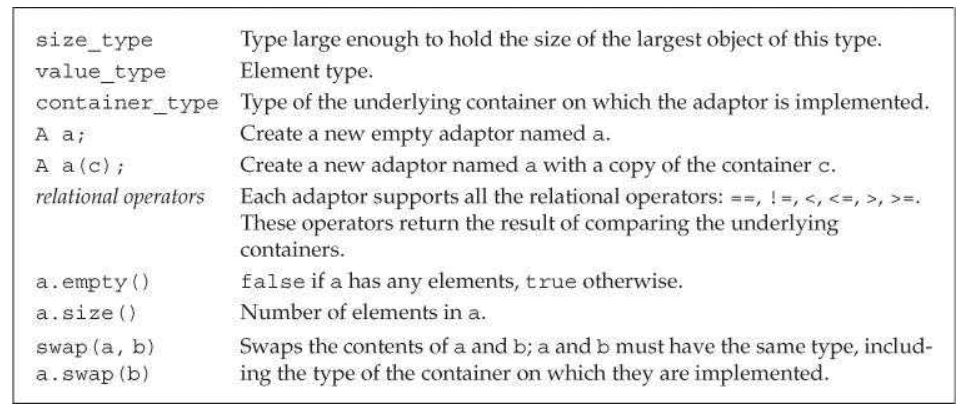 size_type Type large enough to hold the size of the largest object of this type.
value_type Element type.
container_type Type of the underlying container on which the adaptor is implemented.
A a; Create a new empty adaptor named a.
A a(c); Create a new adaptor named a with a copy of the container c.
relational operators Each adaptor supports all the relational operators: ==, !=, <, <=, >, >=.
These operators return the result of comparing the underlying
containers.
a.empty() false if a has any elements, true otherwise.
a.size() Number of elements in a.
swap(a, b) Swaps the contents of a and b; a and b must have the same type, includ-
a.swap(b) ing the type of the container on which they are implemented.